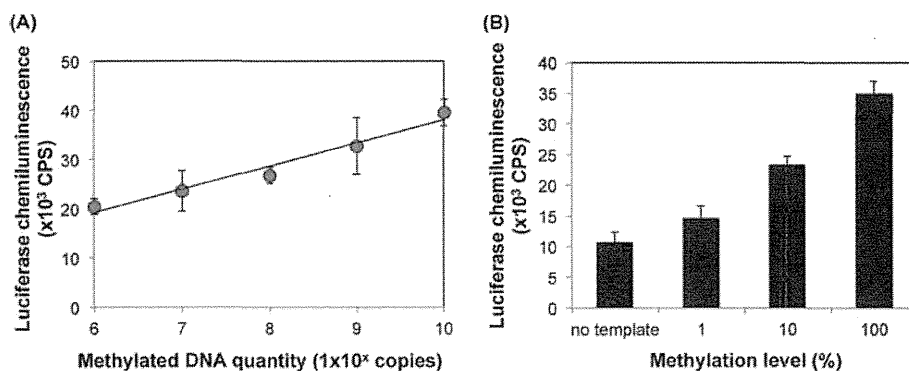 (A)
Luciferase chemiluminescence
(x10³ CPS)
50
40
30
20
10
0
6 7 8 9 10
Methylated DNA quantity (1x10ˣ copies)
(B)
Luciferase chemiluminescence
(x10³ CPS)
40
35
30
25
20
15
10
5
0
no template 1 10 100
Methylation level (%)